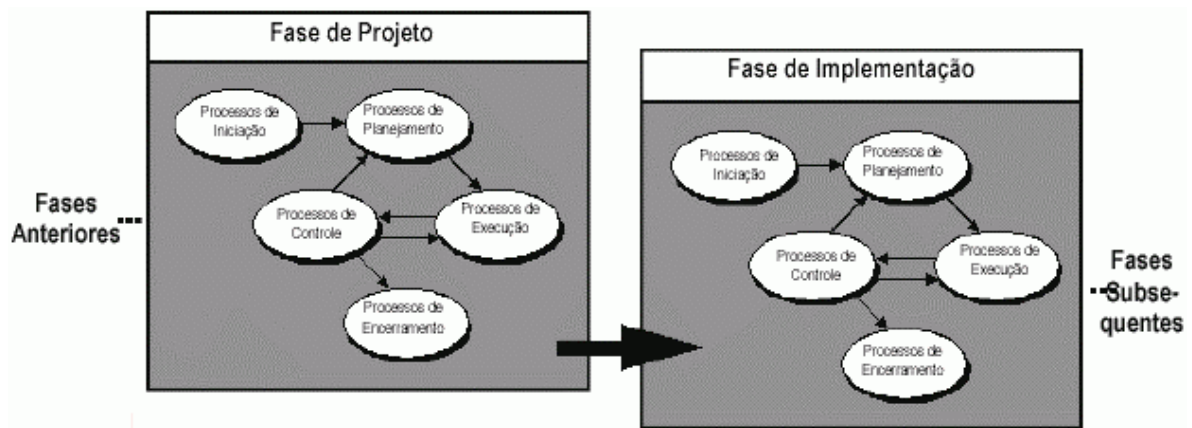 Fase de Projeto
Processos de
Iniciação
Processos de
Planejamento
Processos de
Controle
Processos de
Execução
Processos de
Encerramento
Fases
Anteriores
Fase de Implementação
Processos de
Iniciação
Processos de
Planejamento
Processos de
Controle
Processos de
Execução
Processos de
Encerramento
Fases
Subse-
quentes